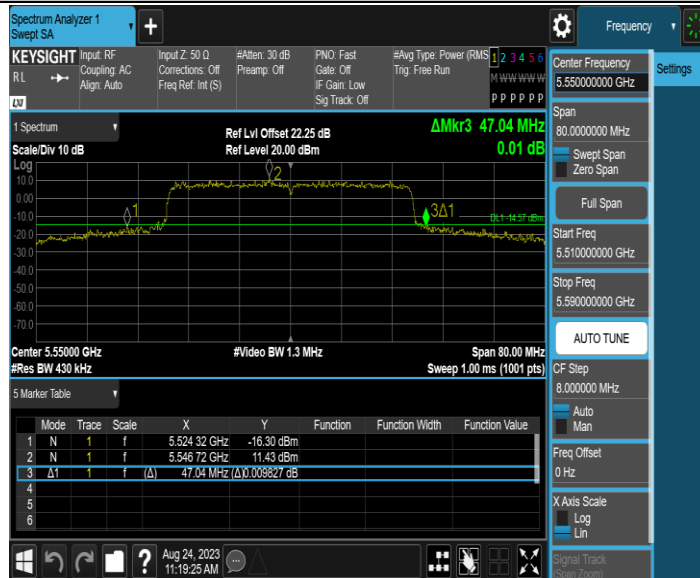 Spectrum Analyzer 1
Swept SA
+
Frequency
KEYSIGHT
RL
LXI
Input: RF
Coupling: AC
Align: Auto
Input Z: 50 Ω
Corrections: Off
Freq Ref: Int (S)
#Atten: 30 dB
Preamp: Off
PNO: Fast
Gate: Off
IF Gain: Low
Sig Track: Off
#Avg Type: Power (RMS
Trig: Free Run
1 2 3 4 5 6
M W W W W W
P P P P P P
1 Spectrum
Scale/Div 10 dB
Ref Lvl Offset 22.25 dB
Ref Level 20.00 dBm
ΔMkr3 47.04 MHz
0.01 dB
Log
10.0
0.00
-10.0
-20.0
-30.0
-40.0
-50.0
-60.0
-70.0
1
2
3Δ1
DL1 -14.57 dBm
Center 5.55000 GHz
#Video BW 1.3 MHz
Span 80.00 MHz
#Res BW 430 kHz
Sweep 1.00 ms (1001 pts)
5 Marker Table
Mode Trace Scale X Y Function Function Width Function Value
1 N 1 f 5.524 32 GHz -16.30 dBm
2 N 1 f 5.546 72 GHz 11.43 dBm
3 Δ1 1 f (Δ) 47.04 MHz (Δ)0.009827 dB
4
5
6
? Aug 24, 2023
11:19:25 AM
Center Frequency
5.550000000 GHz
Settings
Span
80.0000000 MHz
Swept Span
Zero Span
Full Span
Start Freq
5.510000000 GHz
Stop Freq
5.590000000 GHz
AUTO TUNE
CF Step
8.000000 MHz
Auto
Man
Freq Offset
0 Hz
X Axis Scale
Log
Lin
Signal Track
(Span Zoom)